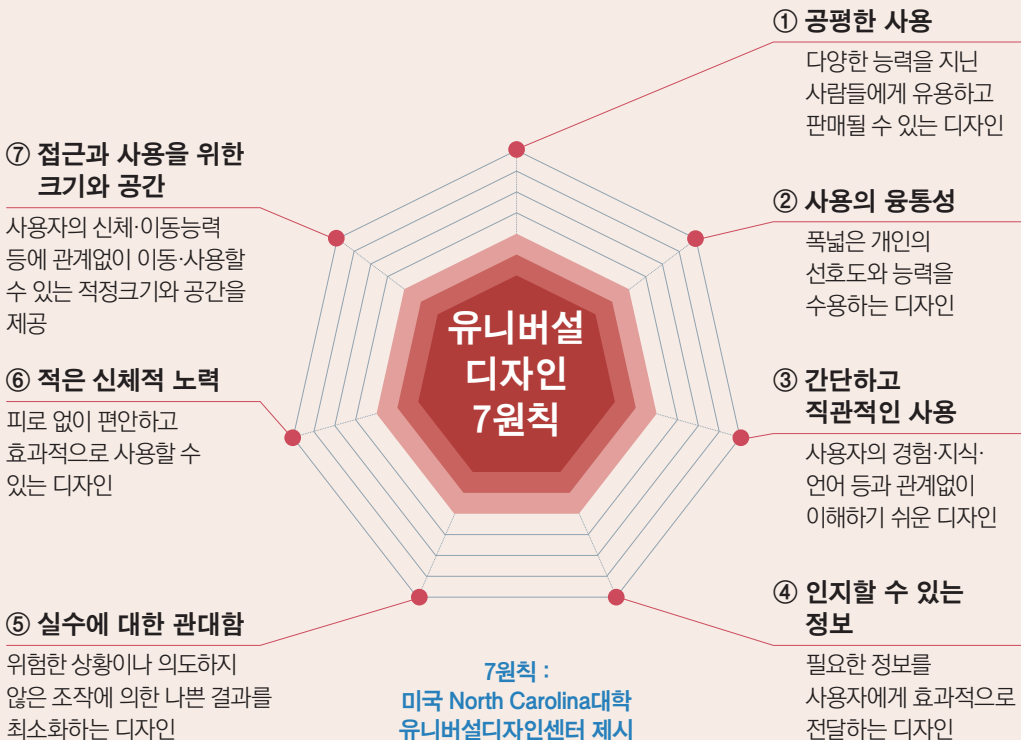 ① 공평한 사용
다양한 능력을 지닌
사람들에게 유용하고
판매될 수 있는 디자인
② 사용의 융통성
폭넓은 개인의
선호도와 능력을
수용하는 디자인
③ 간단하고
직관적인 사용
사용자의 경험·지식·
언어 등과 관계없이
이해하기 쉬운 디자인
④ 인지할 수 있는
정보
필요한 정보를
사용자에게 효과적으로
전달하는 디자인
⑤ 실수에 대한 관대함
위험한 상황이나 의도하지
않은 조작에 의한 나쁜 결과를
최소화하는 디자인
⑥ 적은 신체적 노력
피로 없이 편안하고
효과적으로 사용할 수
있는 디자인
⑦ 접근과 사용을 위한
크기와 공간
사용자의 신체·이동능력
등에 관계없이 이동·사용할
수 있는 적정크기와 공간을
제공
유니버설
디자인
7원칙
7원칙 :
미국 North Carolina대학
유니버설디자인센터 제시